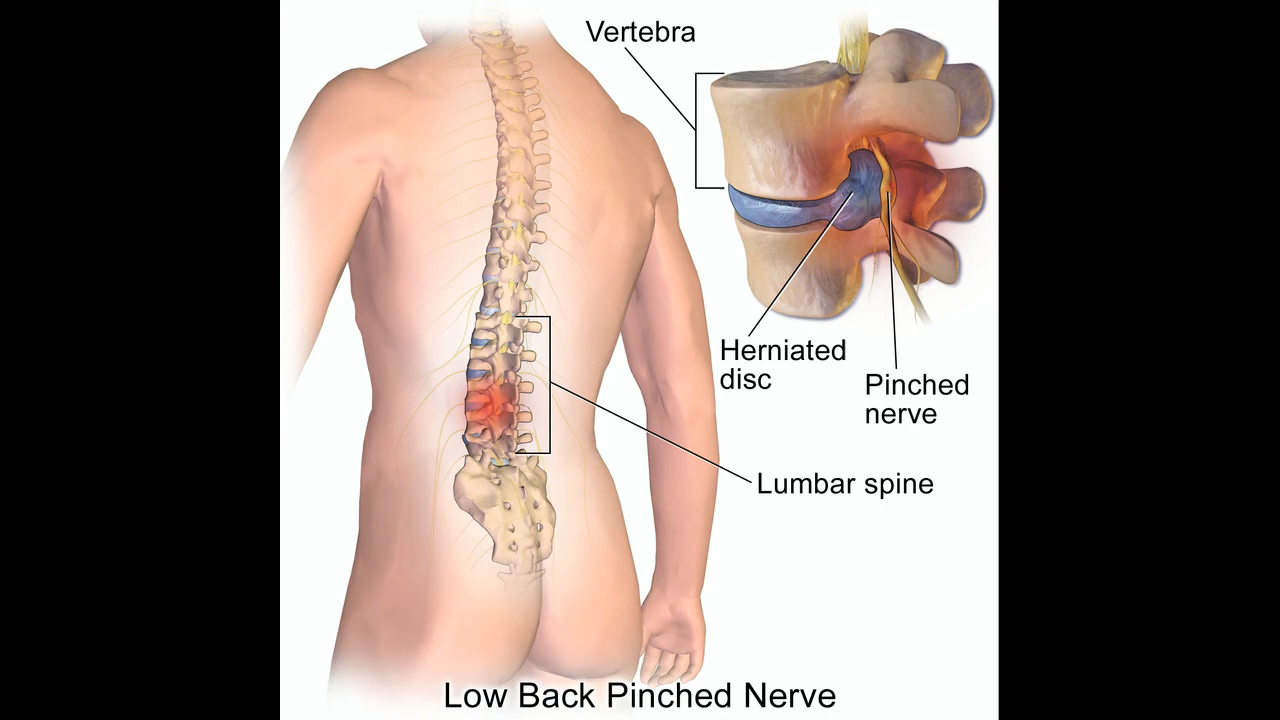 Vertebra
Herniated
disc
Pinched
nerve
Lumbar spine
Low Back Pinched Nerve